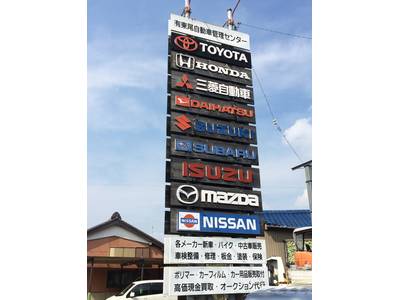 有東尾自動車管理センター
TOYOTA
HONDA
三菱自動車
DAIHATSU
SUZUKI
SUBARU
ISUZU
mazda
NISSAN
NISSAN
各メーカー新車・バイク・中古車販売
車検整備・修理・板金・塗装・保険
ポリマー・カーフィルム・カー用品販売取付
高価現金買取・オークション代行